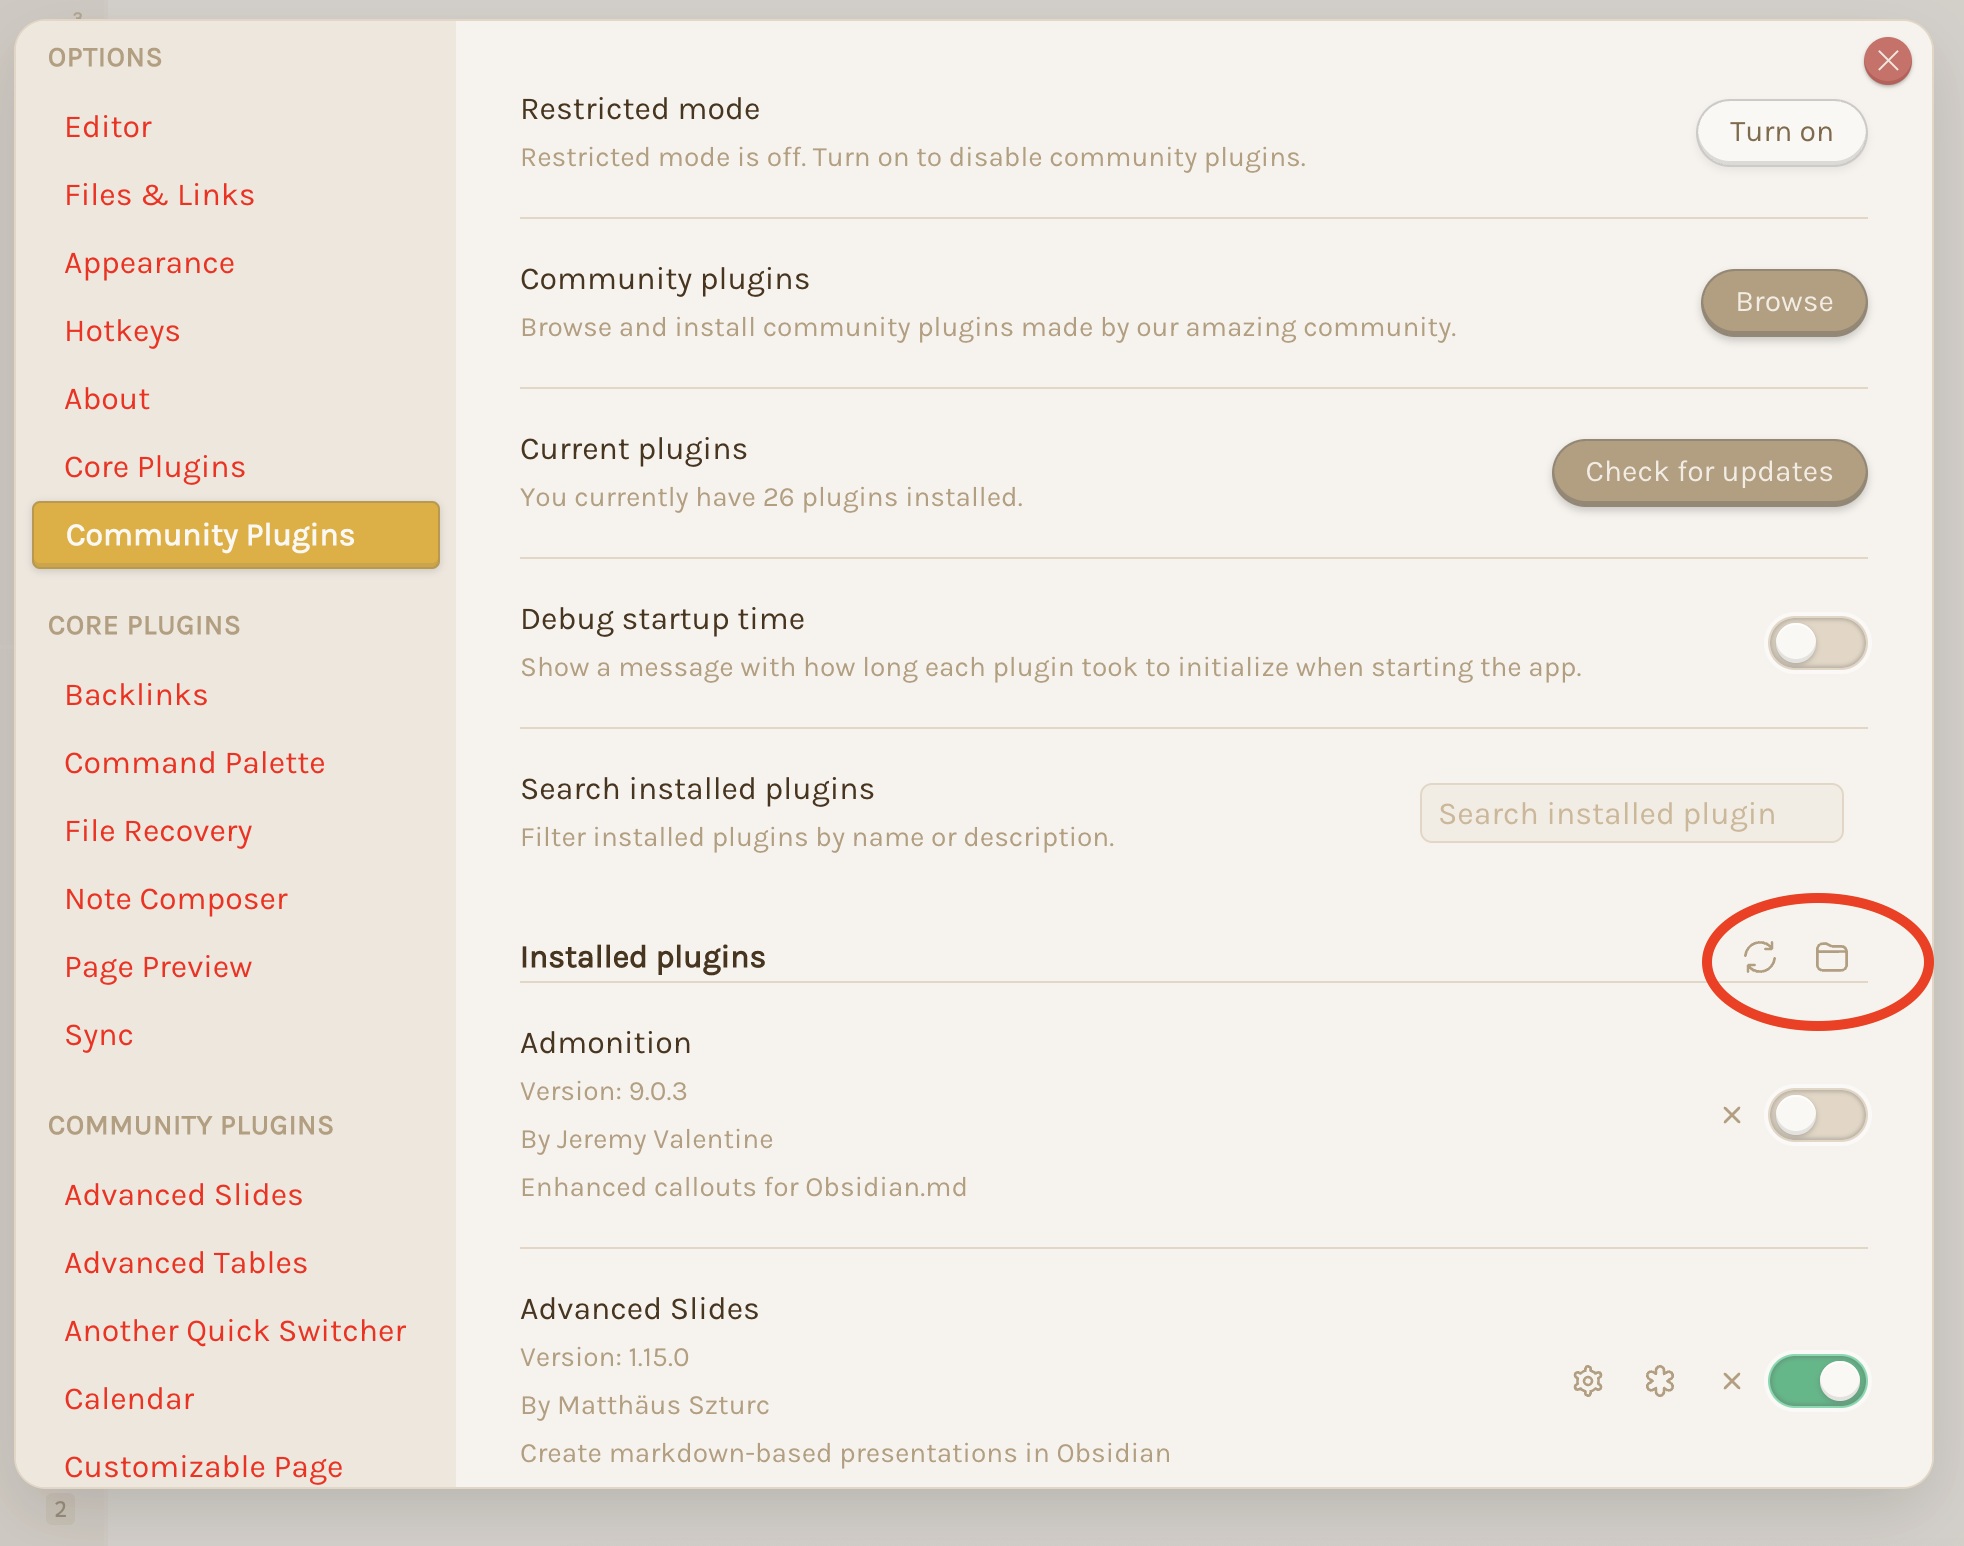 3
OPTIONS
Editor
Files & Links
Appearance
Hotkeys
About
Core Plugins
Community Plugins
CORE PLUGINS
Backlinks
Command Palette
File Recovery
Note Composer
Page Preview
Sync
COMMUNITY PLUGINS
Advanced Slides
Advanced Tables
Another Quick Switcher
Calendar
Customizable Page
2
Restricted mode
Restricted mode is off. Turn on to disable community plugins.
Turn on
Community plugins
Browse and install community plugins made by our amazing community.
Browse
Current plugins
You currently have 26 plugins installed.
Check for updates
Debug startup time
Show a message with how long each plugin took to initialize when starting the app.
Search installed plugins
Filter installed plugins by name or description.
Search installed plugin
Installed plugins
Admonition
Version: 9.0.3
By Jeremy Valentine
Enhanced callouts for Obsidian.md
Advanced Slides
Version: 1.15.0
By Matthäus Szturc
Create markdown-based presentations in Obsidian